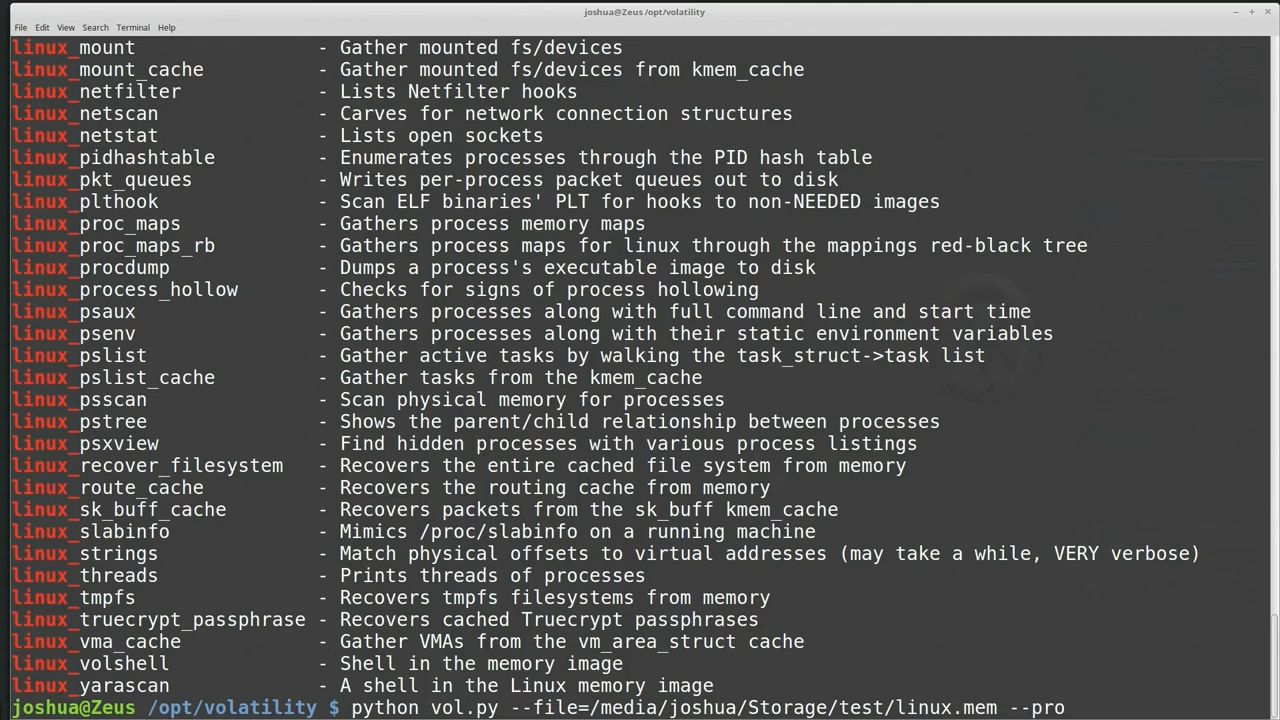 joshua@Zeus /opt/volatility
File Edit View Search Terminal Help
linux_mount - Gather mounted fs/devices
linux_mount_cache - Gather mounted fs/devices from kmem_cache
linux_netfilter - Lists Netfilter hooks
linux_netscan - Carves for network connection structures
linux_netstat - Lists open sockets
linux_pidhashtable - Enumerates processes through the PID hash table
linux_pkt_queues - Writes per-process packet queues out to disk
linux_plthook - Scan ELF binaries' PLT for hooks to non-NEEDED images
linux_proc_maps - Gathers process memory maps
linux_proc_maps_rb - Gathers process maps for linux through the mappings red-black tree
linux_procdump - Dumps a process's executable image to disk
linux_process_hollow - Checks for signs of process hollowing
linux_psaux - Gathers processes along with full command line and start time
linux_psenv - Gathers processes along with their static environment variables
linux_pslist - Gather active tasks by walking the task_struct->task list
linux_pslist_cache - Gather tasks from the kmem_cache
linux_psscan - Scan physical memory for processes
linux_pstree - Shows the parent/child relationship between processes
linux_psxview - Find hidden processes with various process listings
linux_recover_filesystem - Recovers the entire cached file system from memory
linux_route_cache - Recovers the routing cache from memory
linux_sk_buff_cache - Recovers packets from the sk_buff kmem_cache
linux_slabinfo - Mimics /proc/slabinfo on a running machine
linux_strings - Match physical offsets to virtual addresses (may take a while, VERY verbose)
linux_threads - Prints threads of processes
linux_tmpfs - Recovers tmpfs filesystems from memory
linux_truecrypt_passphrase - Recovers cached Truecrypt passphrases
linux_vma_cache - Gather VMAs from the vm_area_struct cache
linux_volshell - Shell in the memory image
linux_yarascan - A shell in the Linux memory image
joshua@Zeus /opt/volatility $ python vol.py --file=/media/joshua/Storage/test/linux.mem --pro